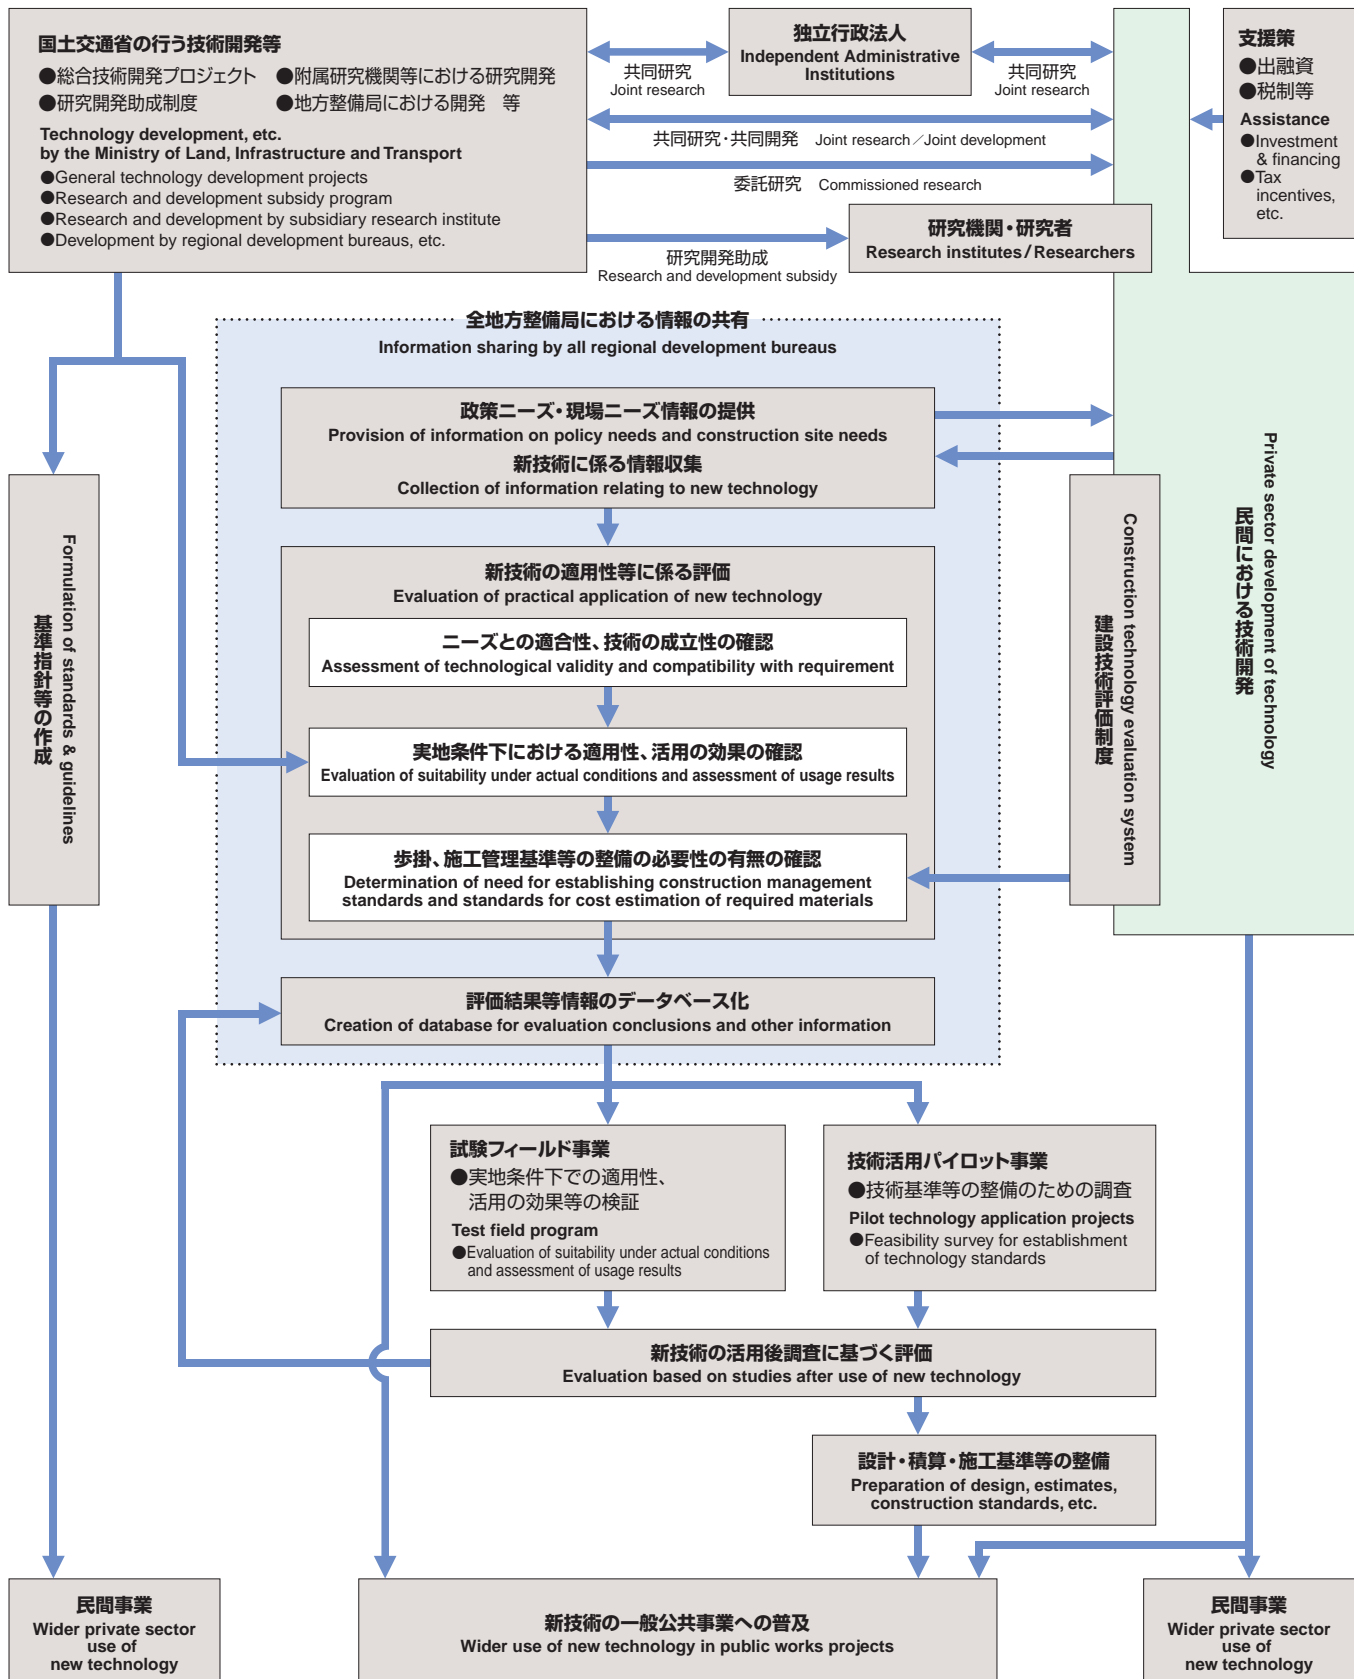 国土交通省の行う技術開発等
●総合技術開発プロジェクト ●附属研究機関等における研究開発
●研究開発助成制度 ●地方整備局における開発 等
Technology development, etc.
by the Ministry of Land, Infrastructure and Transport
●General technology development projects
●Research and development subsidy program
●Research and development by subsidiary research institute
●Development by regional development bureaus, etc.
共同研究
Joint research
独立行政法人
Independent Administrative
Institutions
共同研究
Joint research
共同研究・共同開発 Joint research／Joint development
委託研究 Commissioned research
研究開発助成
Research and development subsidy
研究機関・研究者
Research institutes/Researchers
支援策
●出融資
●税制等
Assistance
●Investment
& financing
●Tax
incentives,
etc.
全地方整備局における情報の共有
Information sharing by all regional development bureaus
政策ニーズ・現場ニーズ情報の提供
Provision of information on policy needs and construction site needs
新技術に係る情報収集
Collection of information relating to new technology
新技術の適用性等に係る評価
Evaluation of practical application of new technology
ニーズとの適合性、技術の成立性の確認
Assessment of technological validity and compatibility with requirement
実地条件下における適用性、活用の効果の確認
Evaluation of suitability under actual conditions and assessment of usage results
歩掛、施工管理基準等の整備の必要性の有無の確認
Determination of need for establishing construction management
standards and standards for cost estimation of required materials
評価結果等情報のデータベース化
Creation of database for evaluation conclusions and other information
Formulation of standards & guidelines
基準指針等の作成
Construction technology evaluation system
建設技術評価制度
Private sector development of technology
民間における技術開発
試験フィールド事業
●実地条件下での適用性、
活用の効果等の検証
Test field program
●Evaluation of suitability under actual conditions
and assessment of usage results
技術活用パイロット事業
●技術基準等の整備のための調査
Pilot technology application projects
●Feasibility survey for establishment
of technology standards
新技術の活用後調査に基づく評価
Evaluation based on studies after use of new technology
設計・積算・施工基準等の整備
Preparation of design, estimates,
construction standards, etc.
民間事業
Wider private sector
use of
new technology
新技術の一般公共事業への普及
Wider use of new technology in public works projects
民間事業
Wider private sector
use of
new technology